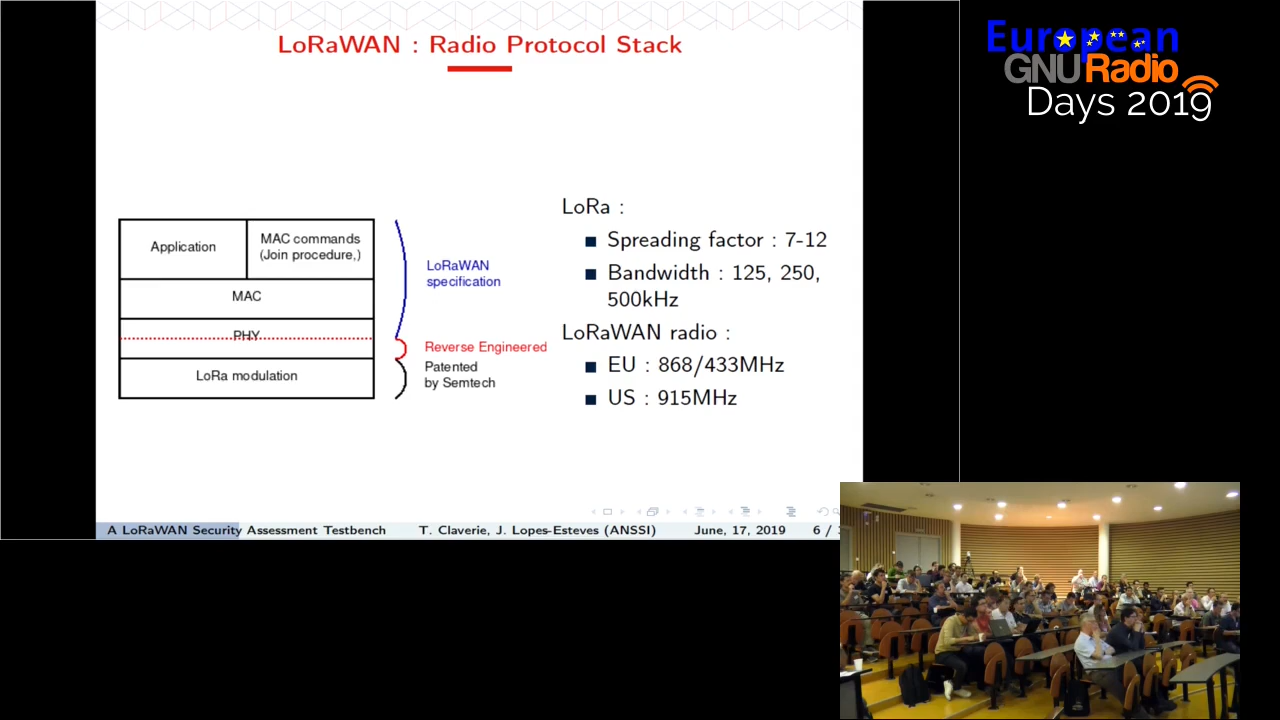 LoRaWAN : Radio Protocol Stack
European
GNURadio
Days 2019
Application
MAC commands
(Join procedure,)
MAC
PHY
LoRa modulation
LoRaWAN
specification
Reverse Engineered
Patented
by Semtech
LoRa :
Spreading factor : 7-12
Bandwidth : 125, 250,
500kHz
LoRaWAN radio :
EU : 868/433MHz
US : 915MHz
A LoRaWAN Security Assessment Testbench T. Claverie, J. Lopes-Esteves (ANSSI) June, 17, 2019 6 /